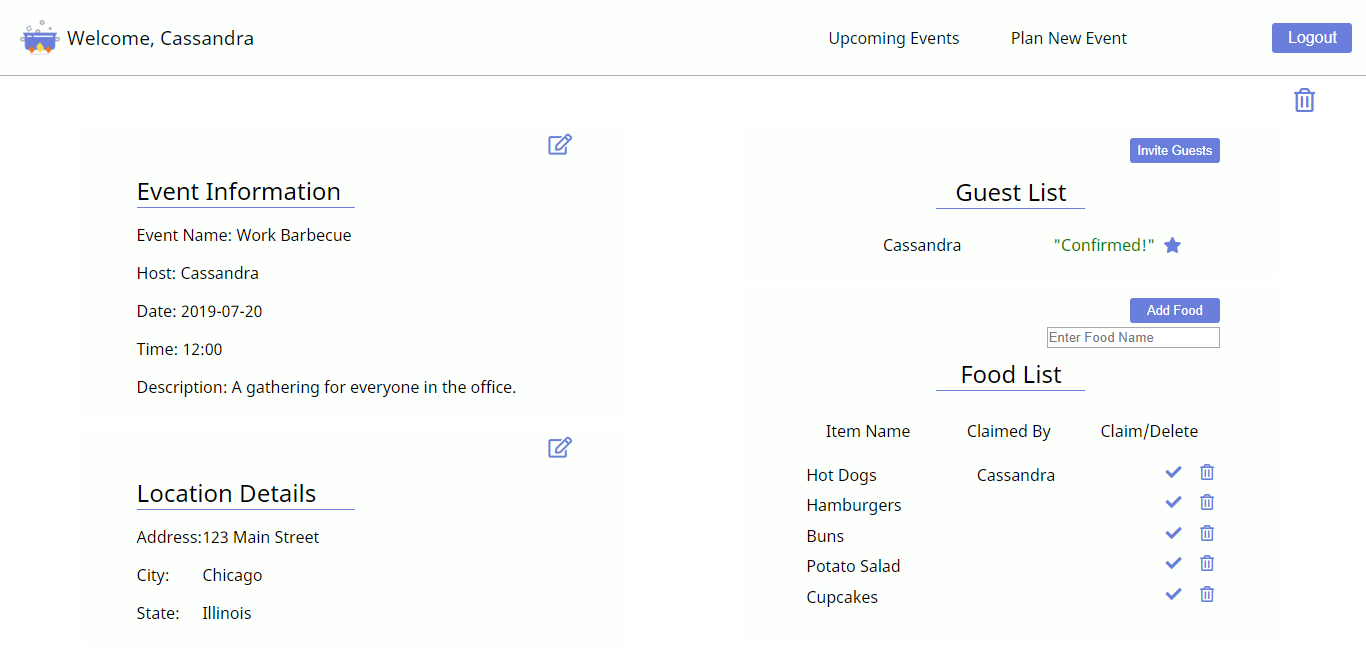 Welcome, Cassandra
Upcoming Events
Plan New Event
Logout
Event Information
Event Name: Work Barbecue
Host: Cassandra
Date: 2019-07-20
Time: 12:00
Description: A gathering for everyone in the office.
Location Details
Address:123 Main Street
City: Chicago
State: Illinois
Invite Guests
Guest List
Cassandra "Confirmed!"
Add Food
Enter Food Name
Food List
Item Name Claimed By Claim/Delete
Hot Dogs Cassandra
Hamburgers
Buns
Potato Salad
Cupcakes